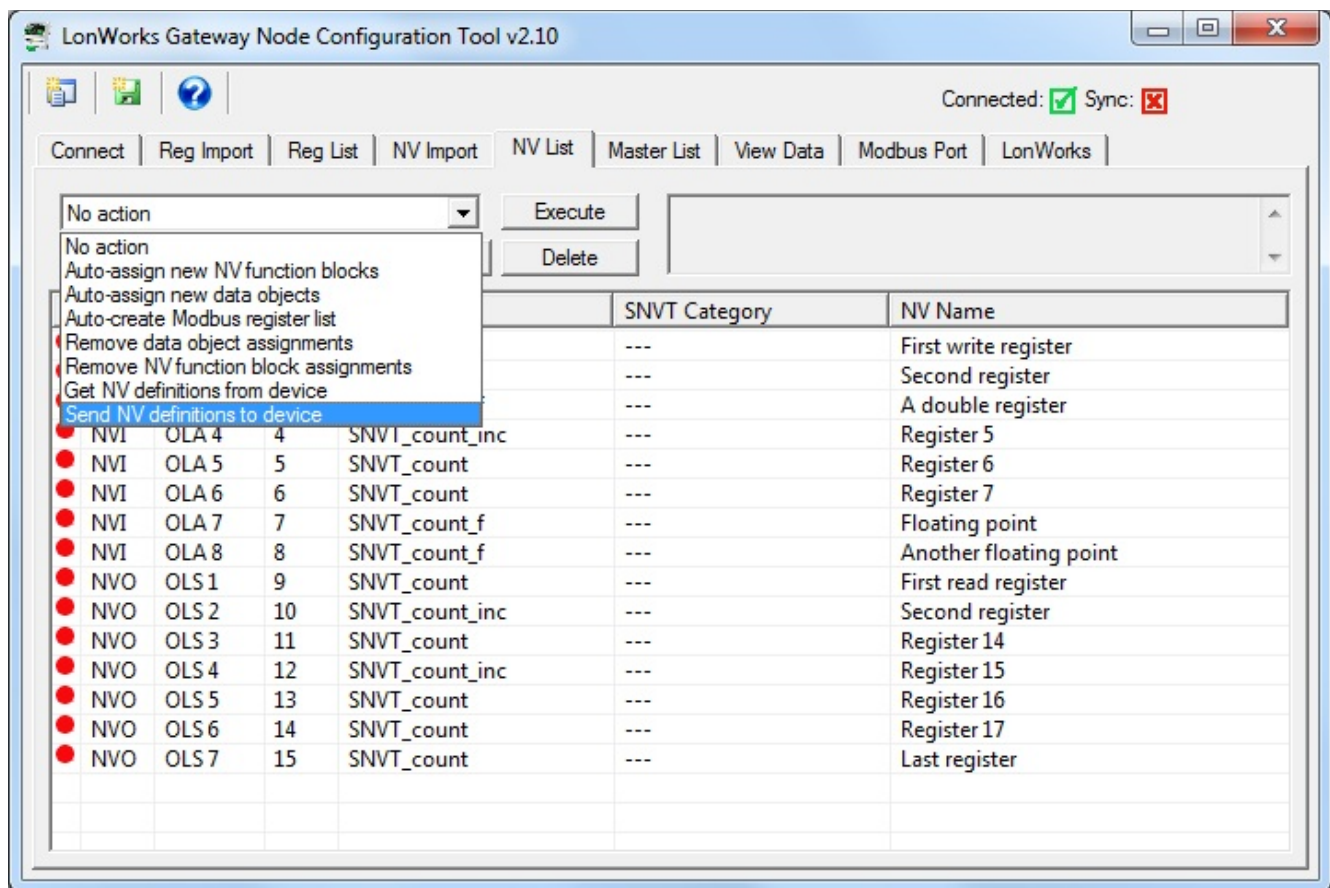 LonWorks Gateway Node Configuration Tool v2.10
Connected: Sync:
Connect Reg Import Reg List NV Import NV List Master List View Data Modbus Port LonWorks
No action Execute
No action
Auto-assign new NV function blocks Delete
Auto-assign new data objects
Auto-create Modbus register list SNVT Category NV Name
Remove data object assignments --- First write register
Remove NV function block assignments --- Second register
Get NV definitions from device --- A double register
Send NV definitions to device
NVI OLA 4 4 SNVT_count_inc --- Register 5
NVI OLA 5 5 SNVT_count --- Register 6
NVI OLA 6 6 SNVT_count --- Register 7
NVI OLA 7 7 SNVT_count_f --- Floating point
NVI OLA 8 8 SNVT_count_f --- Another floating point
NVO OLS 1 9 SNVT_count --- First read register
NVO OLS 2 10 SNVT_count_inc --- Second register
NVO OLS 3 11 SNVT_count --- Register 14
NVO OLS 4 12 SNVT_count_inc --- Register 15
NVO OLS 5 13 SNVT_count --- Register 16
NVO OLS 6 14 SNVT_count --- Register 17
NVO OLS 7 15 SNVT_count --- Last register